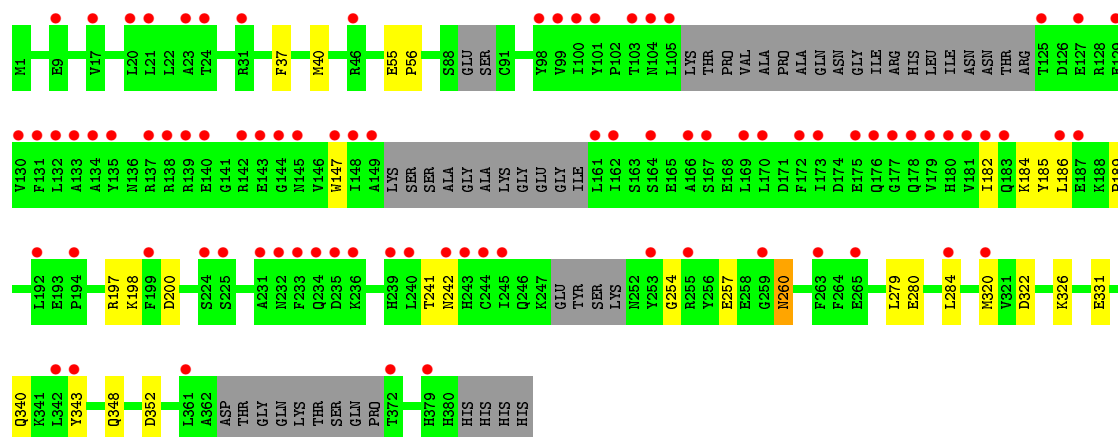 M1 E9 V17 L20 L21 L22 A23 T24 R31 F37 M40 R46 E55 P56 S88 GLU SER C91 Y98 V99 I100 Y101 P102 T103 N104 L105 LYS THR PRO VAL ALA PRO ALA GLN ASN GLY ILE ARG HIS LEU ILE ASN ASN THR ARG T125 D126 E127 R128 E129
V130 F131 L132 A133 A134 Y135 N136 R137 R138 R139 E140 G141 R142 E143 G144 N145 V146 W147 I148 A149 LYS SER SER ALA GLY ALA LYS GLY GLU GLY ILE L161 I162 S163 S164 E165 A166 S167 E168 L169 L170 D171 F172 I173 D174 E175 Q176 G177 Q178 V179 H180 V181 I182 Q183 K184 Y185 L186 E187 K188 P189
L192 E193 P194 R197 K198 F199 D200 S224 S225 A231 N232 F233 Q234 D235 K236 H239 L240 T241 N242 H243 C244 I245 Q246 K247 GLU TYR SER LYS N252 Y253 G254 R255 Y256 E257 E258 G259 N260 F263 F264 E265 L279 E280 L284 M320 V321 D322 K326 E331
Q340 K341 L342 Y343 Q348 D352 L361 A362 ASP THR GLY GLN LYS THR SER GLN PRO T372 H379 H380 HIS HIS HIS HIS